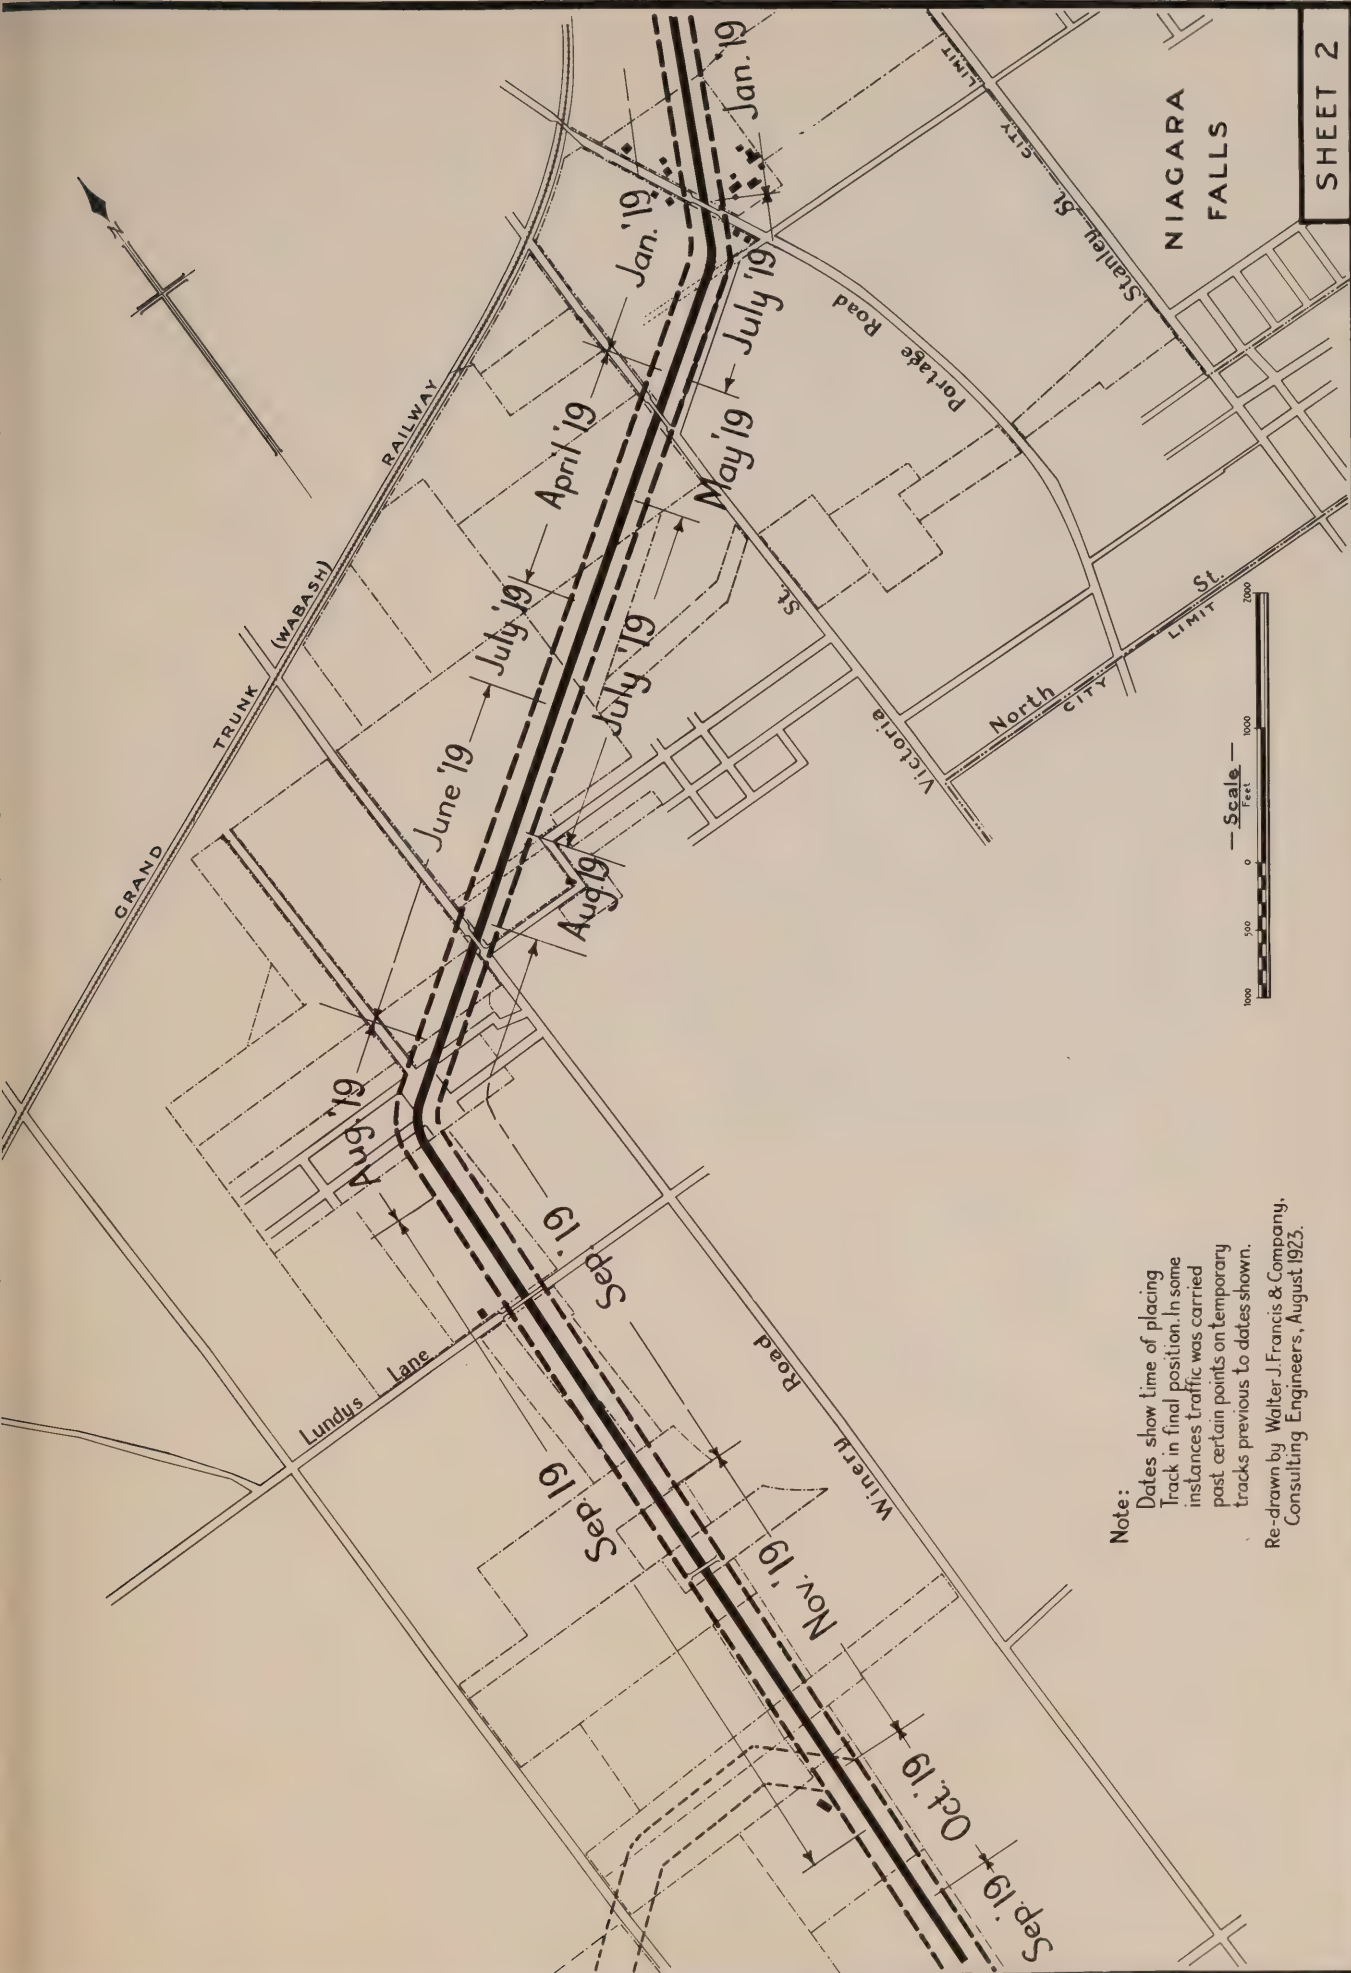 SHEET 2
NIAGARA
FALLS
GRAND TRUNK (WABASH) RAILWAY
N
Jan. '19
Jan. '19
April '19
July '19
June '19
Aug. '19
Sep. '19
July '19
May '19
July '19
Aug. '19
Sep. '19
Nov. '19
Oct. '19
Sep. '19
Portage Road
Stanley St.
CITY LIMIT
Victoria St.
North St.
CITY LIMIT
Lundys Lane
Winery Road
— Scale —
Feet
1000 500 0 1000 2000
Note:
Dates show time of placing
Track in final position. In some
instances traffic was carried
past certain points on temporary
tracks previous to dates shown.
Re-drawn by Walter J. Francis & Company,
Consulting Engineers, August 1923.